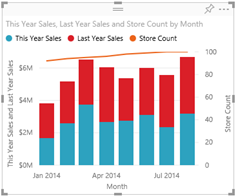 This Year Sales, Last Year Sales and Store Count by Month
This Year Sales Last Year Sales Store Count
This Year Sales and Last Year Sales
$6M
$4M
$2M
$0M
100
80
60
40
20
0
Store Count
Jan 2014 Apr 2014 Jul 2014
Month